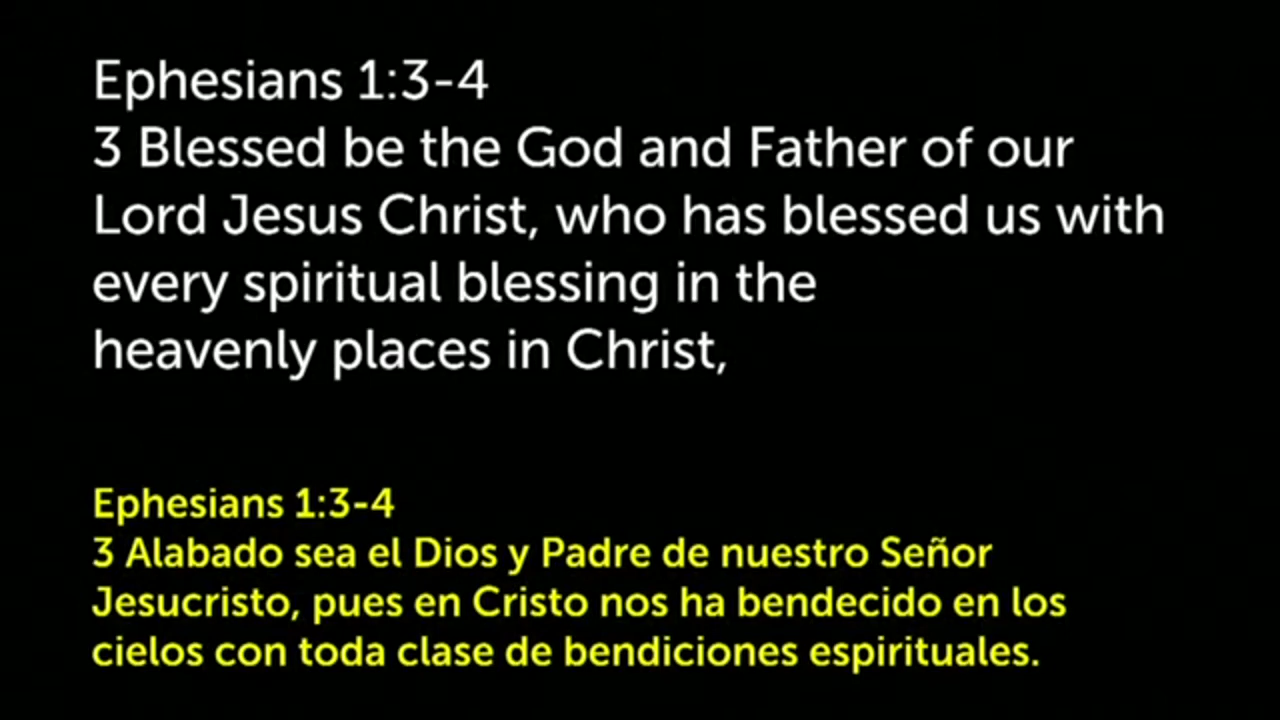 Ephesians 1:3-4
3 Blessed be the God and Father of our
Lord Jesus Christ, who has blessed us with
every spiritual blessing in the
heavenly places in Christ,
Ephesians 1:3-4
3 Alabado sea el Dios y Padre de nuestro Señor
Jesucristo, pues en Cristo nos ha bendecido en los
cielos con toda clase de bendiciones espirituales.